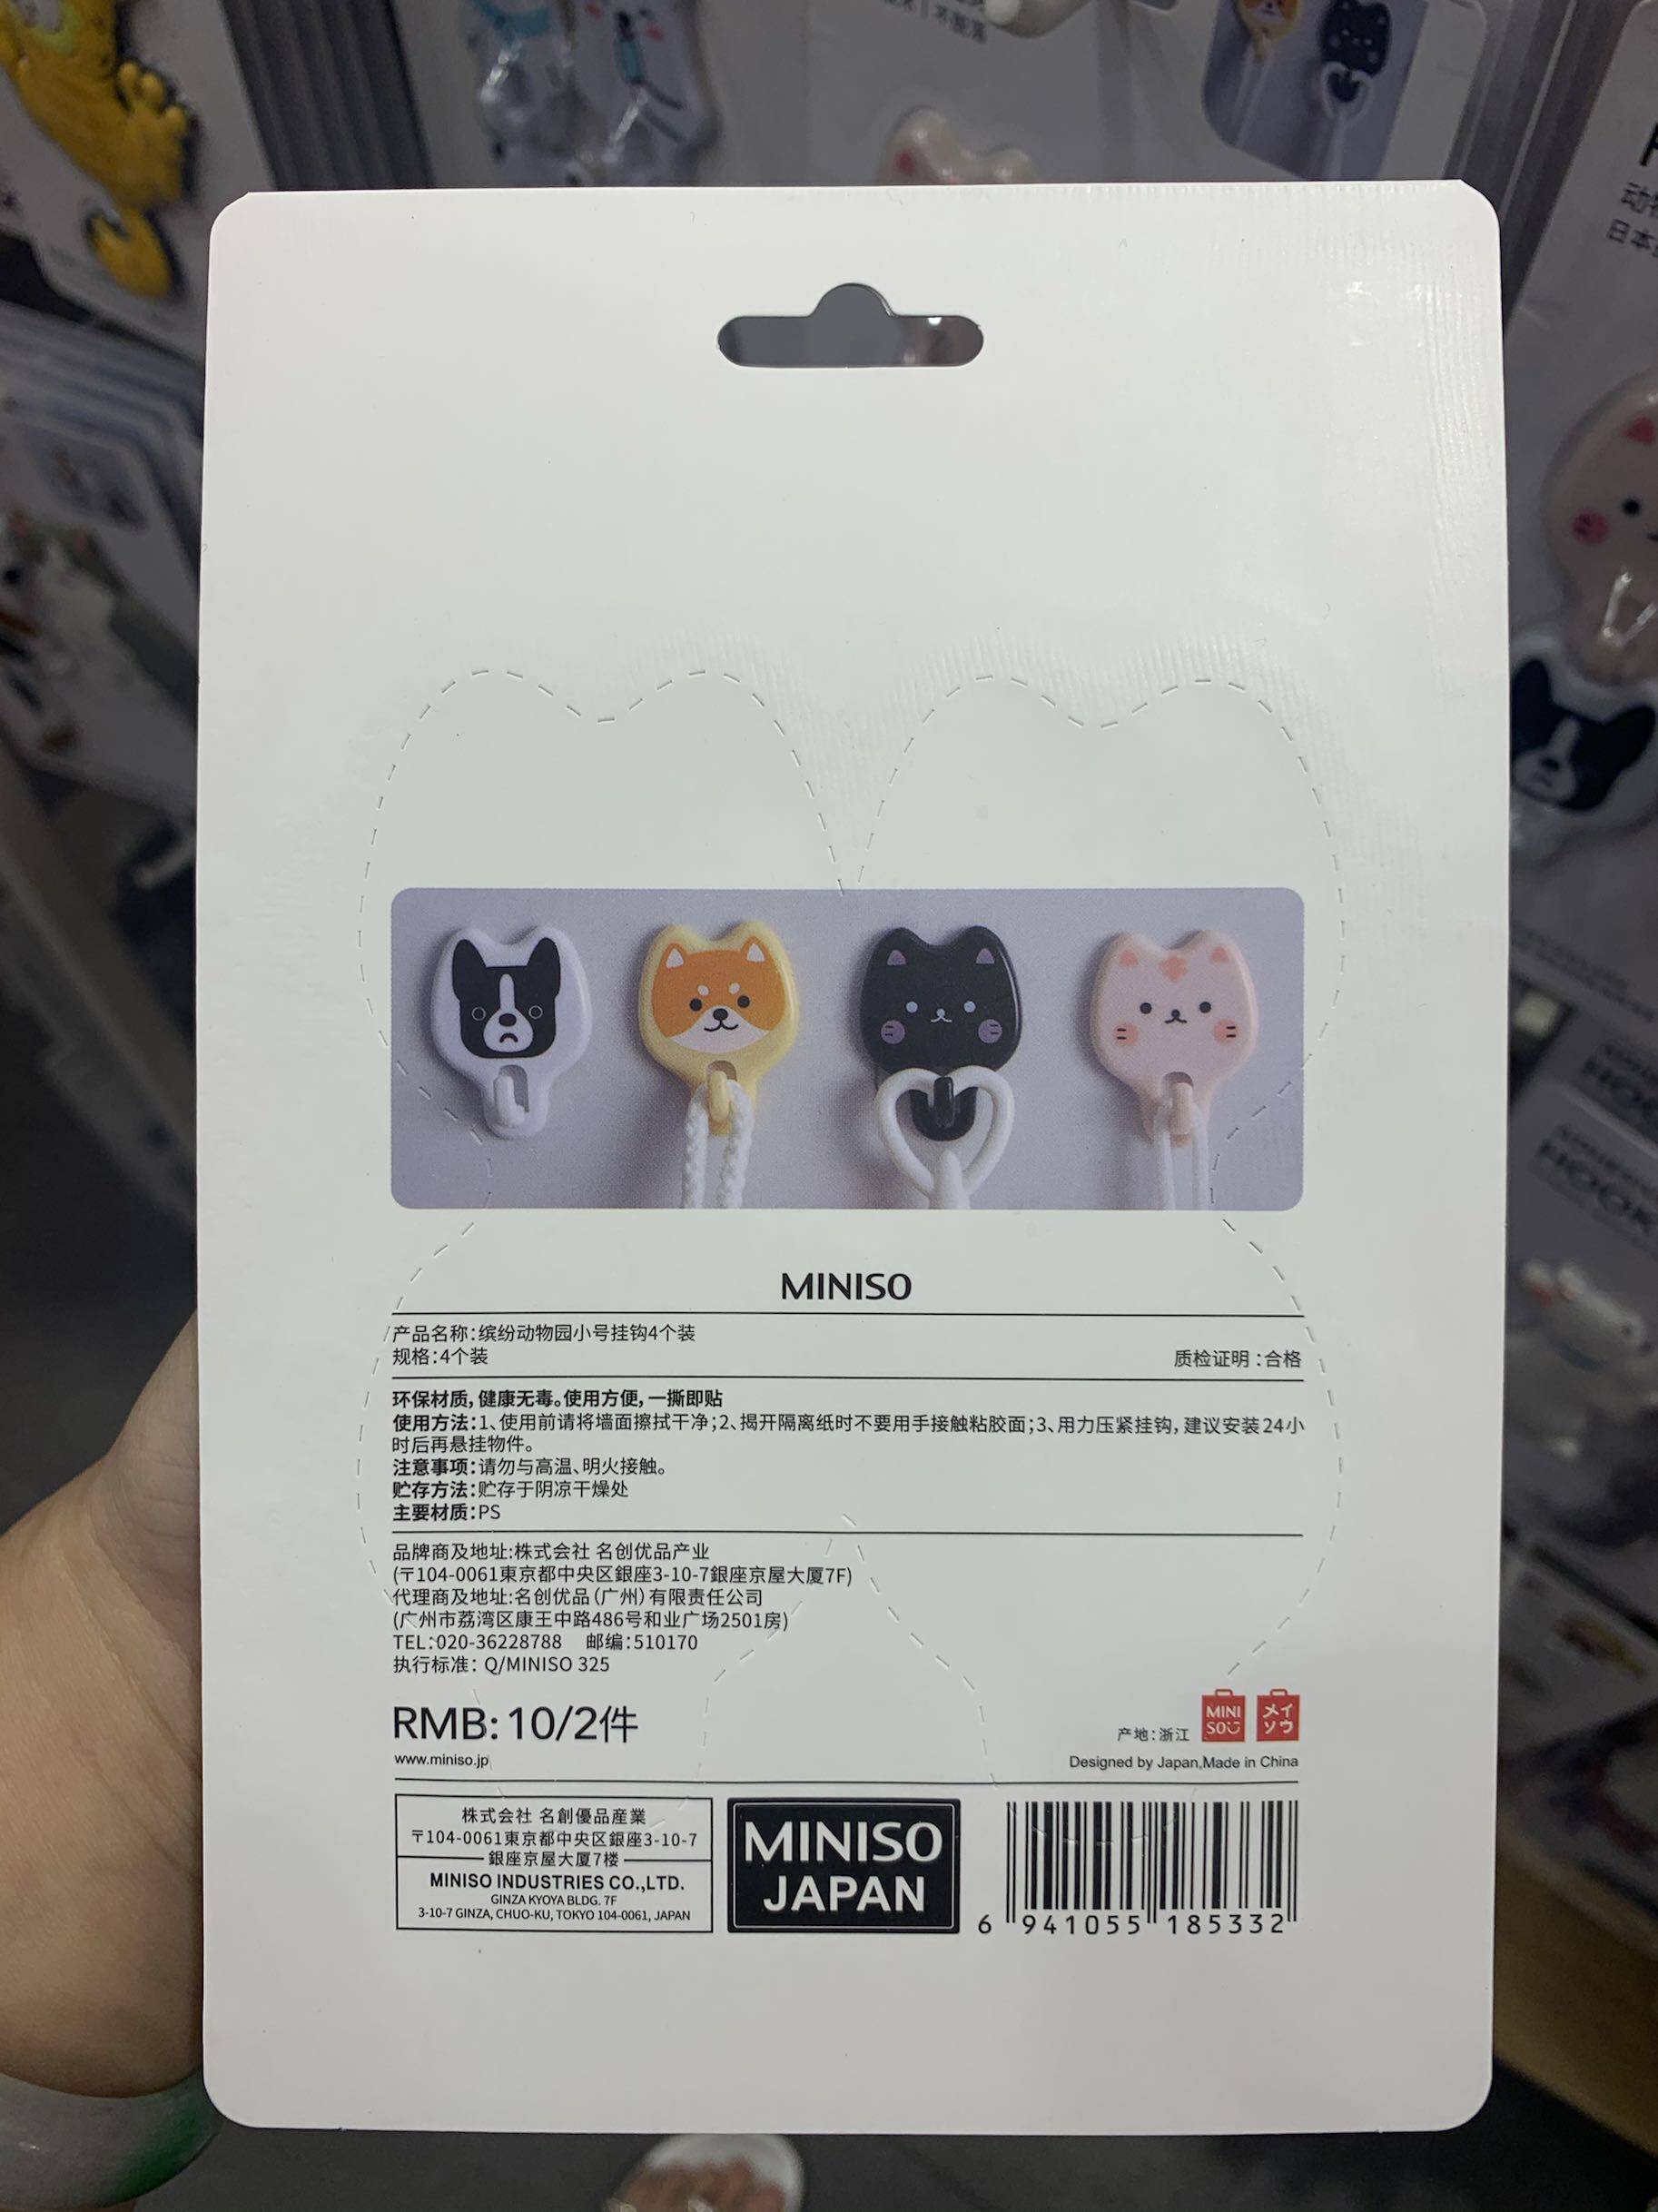 MINISO
产品名称:缤纷动物园小号挂钩4个装
规格:4个装
质检证明:合格
环保材质,健康无毒。使用方便,一撕即贴
使用方法:1、使用前请将墙面擦拭干净;2、揭开隔离纸时不要用手接触粘胶面;3、用力压紧挂钩,建议安装24小
时后再悬挂物件。
注意事项:请勿与高温、明火接触。
贮存方法:贮存于阴凉干燥处
主要材质:PS
品牌商及地址:株式会社 名创优品产业
(〒104-0061東京都中央区銀座3-10-7銀座京屋大厦7F)
代理商及地址:名创优品(广州)有限责任公司
(广州市荔湾区康王中路486号和业广场2501房)
TEL:020-36228788 邮编:510170
执行标准: Q/MINISO 325
RMB: 10/2件
www.miniso.jp
产地:浙江
MINI
SO
メイ
ソウ
Designed by Japan,Made in China
株式会社 名創優品産業
〒104-0061東京都中央区銀座3-10-7
銀座京屋大厦7楼
MINISO INDUSTRIES CO.,LTD.
GINZA KYOYA BLDG. 7F
3-10-7 GINZA, CHUO-KU, TOKYO 104-0061, JAPAN
MINISO
JAPAN
6 941055 185332